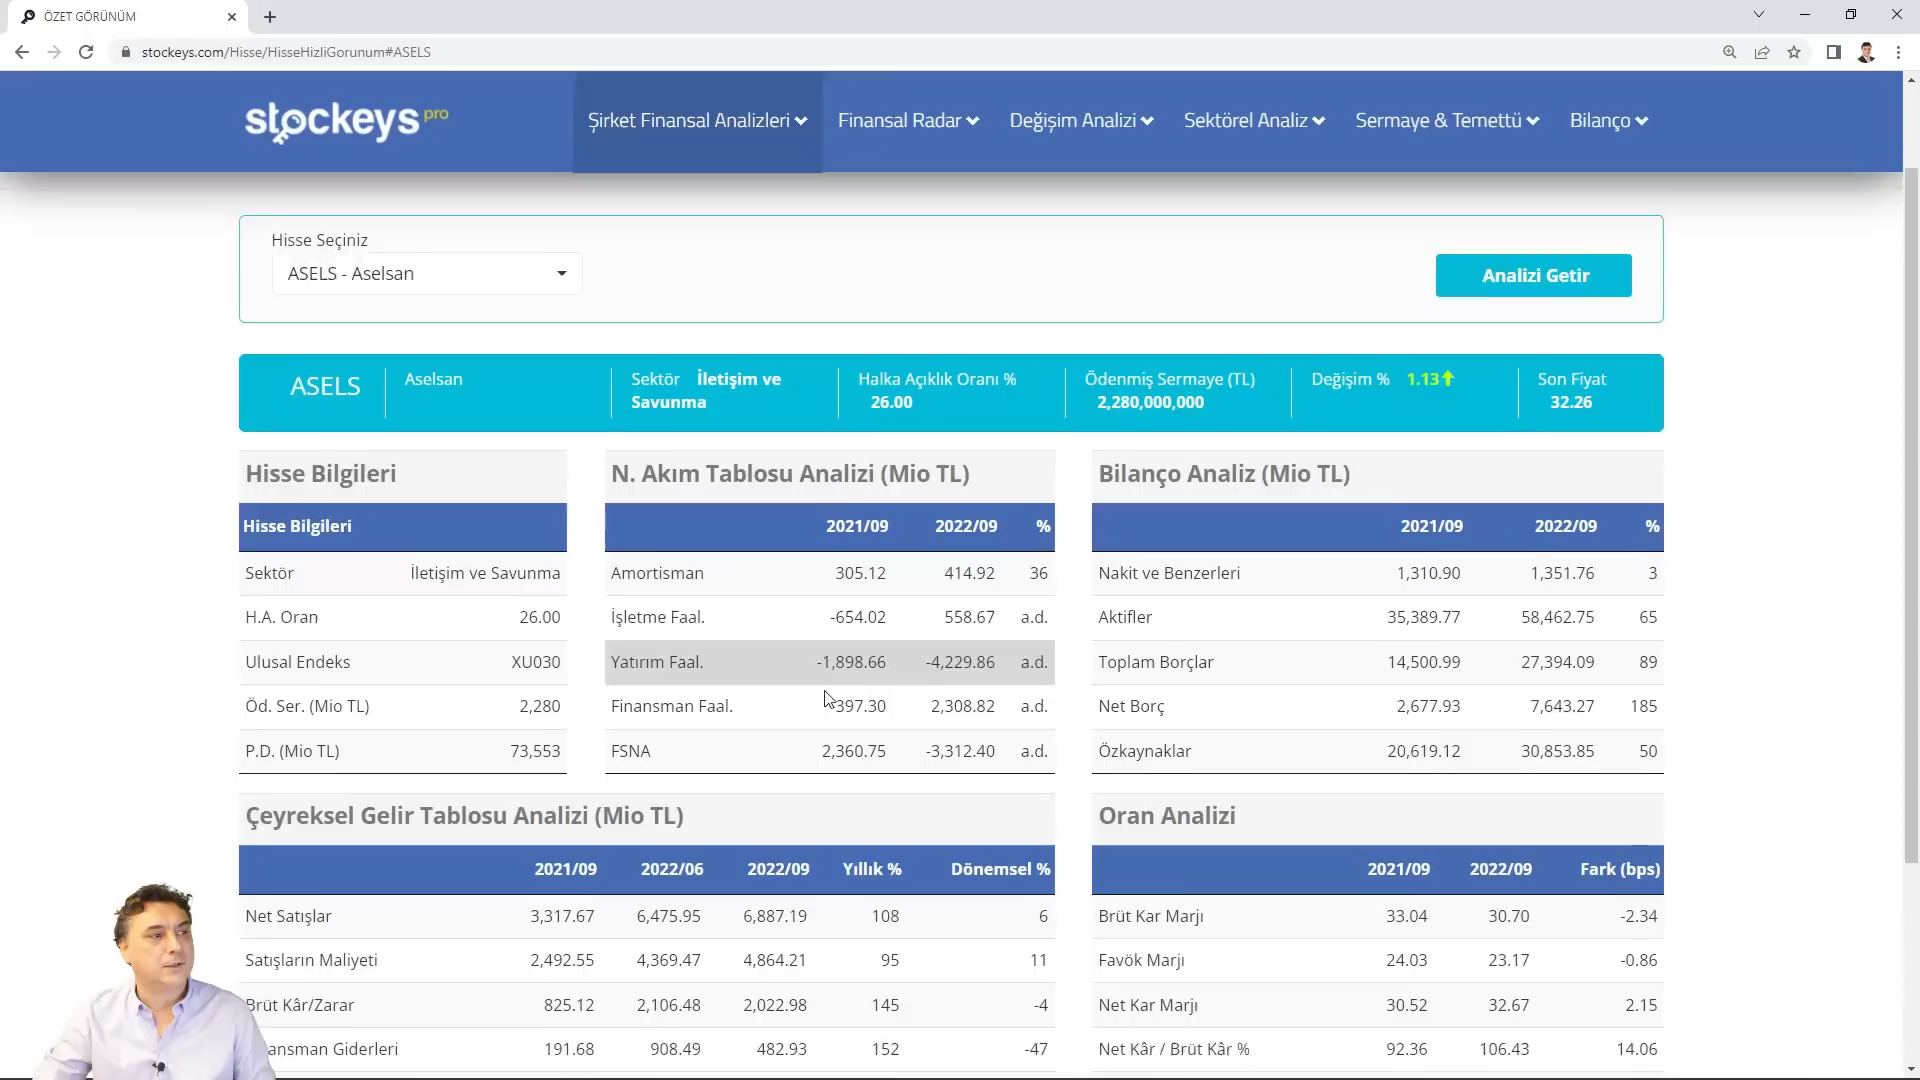 ÖZET GÖRÜNÜM
stockeys.com/Hisse/HisseHizliGorunum#ASELS
stockeys pro
Şirket Finansal Analizleri
Finansal Radar
Değişim Analizi
Sektörel Analiz
Sermaye & Temettü
Bilanço
Hisse Seçiniz
ASELS - Aselsan
Analizi Getir
ASELS
Aselsan
Sektör İletişim ve
Savunma
Halka Açıklık Oranı %
26.00
Ödenmiş Sermaye (TL)
2,280,000,000
Değişim % 1.13
Son Fiyat
32.26
Hisse Bilgileri
Hisse Bilgileri
Sektör İletişim ve Savunma
H.A. Oran 26.00
Ulusal Endeks XU030
Öd. Ser. (Mio TL) 2,280
P.D. (Mio TL) 73,553
N. Akım Tablosu Analizi (Mio TL)
2021/09 2022/09 %
Amortisman 305.12 414.92 36
İşletme Faal. -654.02 558.67 a.d.
Yatırım Faal. -1,898.66 -4,229.86 a.d.
Finansman Faal. 397.30 2,308.82 a.d.
FSNA 2,360.75 -3,312.40 a.d.
Bilanço Analiz (Mio TL)
2021/09 2022/09 %
Nakit ve Benzerleri 1,310.90 1,351.76 3
Aktifler 35,389.77 58,462.75 65
Toplam Borçlar 14,500.99 27,394.09 89
Net Borç 2,677.93 7,643.27 185
Özkaynaklar 20,619.12 30,853.85 50
Çeyreksel Gelir Tablosu Analizi (Mio TL)
2021/09 2022/06 2022/09 Yıllık % Dönemsel %
Net Satışlar 3,317.67 6,475.95 6,887.19 108 6
Satışların Maliyeti 2,492.55 4,369.47 4,864.21 95 11
Brüt Kâr/Zarar 825.12 2,106.48 2,022.98 145 -4
ansman Giderleri 191.68 908.49 482.93 152 -47
Oran Analizi
2021/09 2022/09 Fark (bps)
Brüt Kar Marjı 33.04 30.70 -2.34
Favök Marjı 24.03 23.17 -0.86
Net Kar Marjı 30.52 32.67 2.15
Net Kâr / Brüt Kâr % 92.36 106.43 14.06